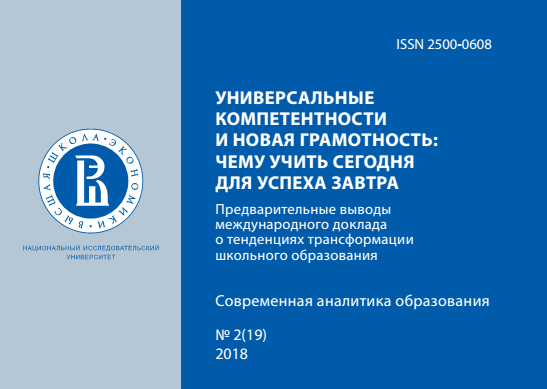 ISSN 2500-0608
УНИВЕРСАЛЬНЫЕ
КОМПЕТЕНТНОСТИ
И НОВАЯ ГРАМОТНОСТЬ:
ЧЕМУ УЧИТЬ СЕГОДНЯ
ДЛЯ УСПЕХА ЗАВТРА
Предварительные выводы
международного доклада
о тенденциях трансформации
школьного образования
Современная аналитика образования
№ 2(19)
2018
ВЫСШАЯ • ШКОЛА • ЭКОНОМИКИ •
НАЦИОНАЛЬНЫЙ ИССЛЕДОВАТЕЛЬСКИЙ
УНИВЕРСИТЕТ